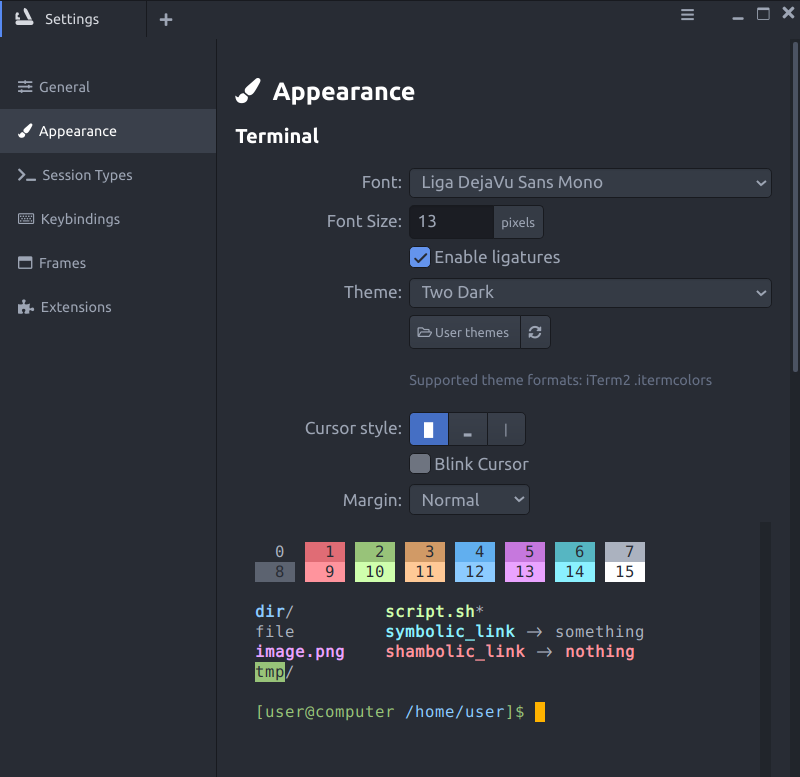 Settings
General
Appearance
Session Types
Keybindings
Frames
Extensions
Appearance
Terminal
Font: Liga DejaVu Sans Mono
Font Size: 13 pixels
Enable ligatures
Theme: Two Dark
User themes
Supported theme formats: iTerm2 .itermcolors
Cursor style:
Blink Cursor
Margin: Normal
0 1 2 3 4 5 6 7
8 9 10 11 12 13 14 15
dir/ script.sh*
file symbolic_link → something
image.png shambolic_link → nothing
tmp/
[user@computer /home/user]$